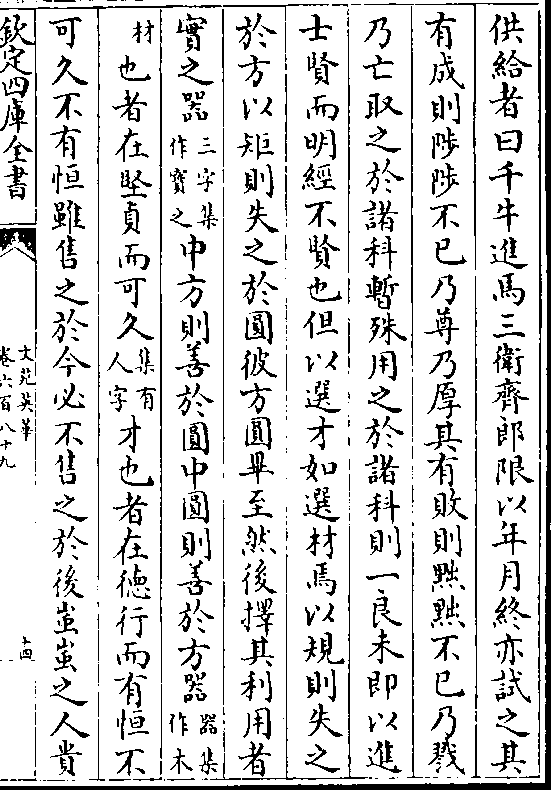 供給者曰千牛進馬三衛齊郎限以年月終亦試之其
有成則陟陟不已乃尊乃厚其有敗則黜黜不已乃戮
乃亡取之於諸科暫殊用之於諸科則一良未即以進
士賢而明經不賢也但以選才如選材焉以規則失之
於方以矩則失之於圓彼方圓畢至然後擇其利用者
實之器三字集作寳之中方則善於圓中圓則善於方器器集作木
材也者在堅貞而可久集有人字才也者在徳行而有恒不
可久不有恒雖售之於今必不售之於後蚩蚩之人貴
欽定四庫全書
文苑英華
卷六百八十九
十四